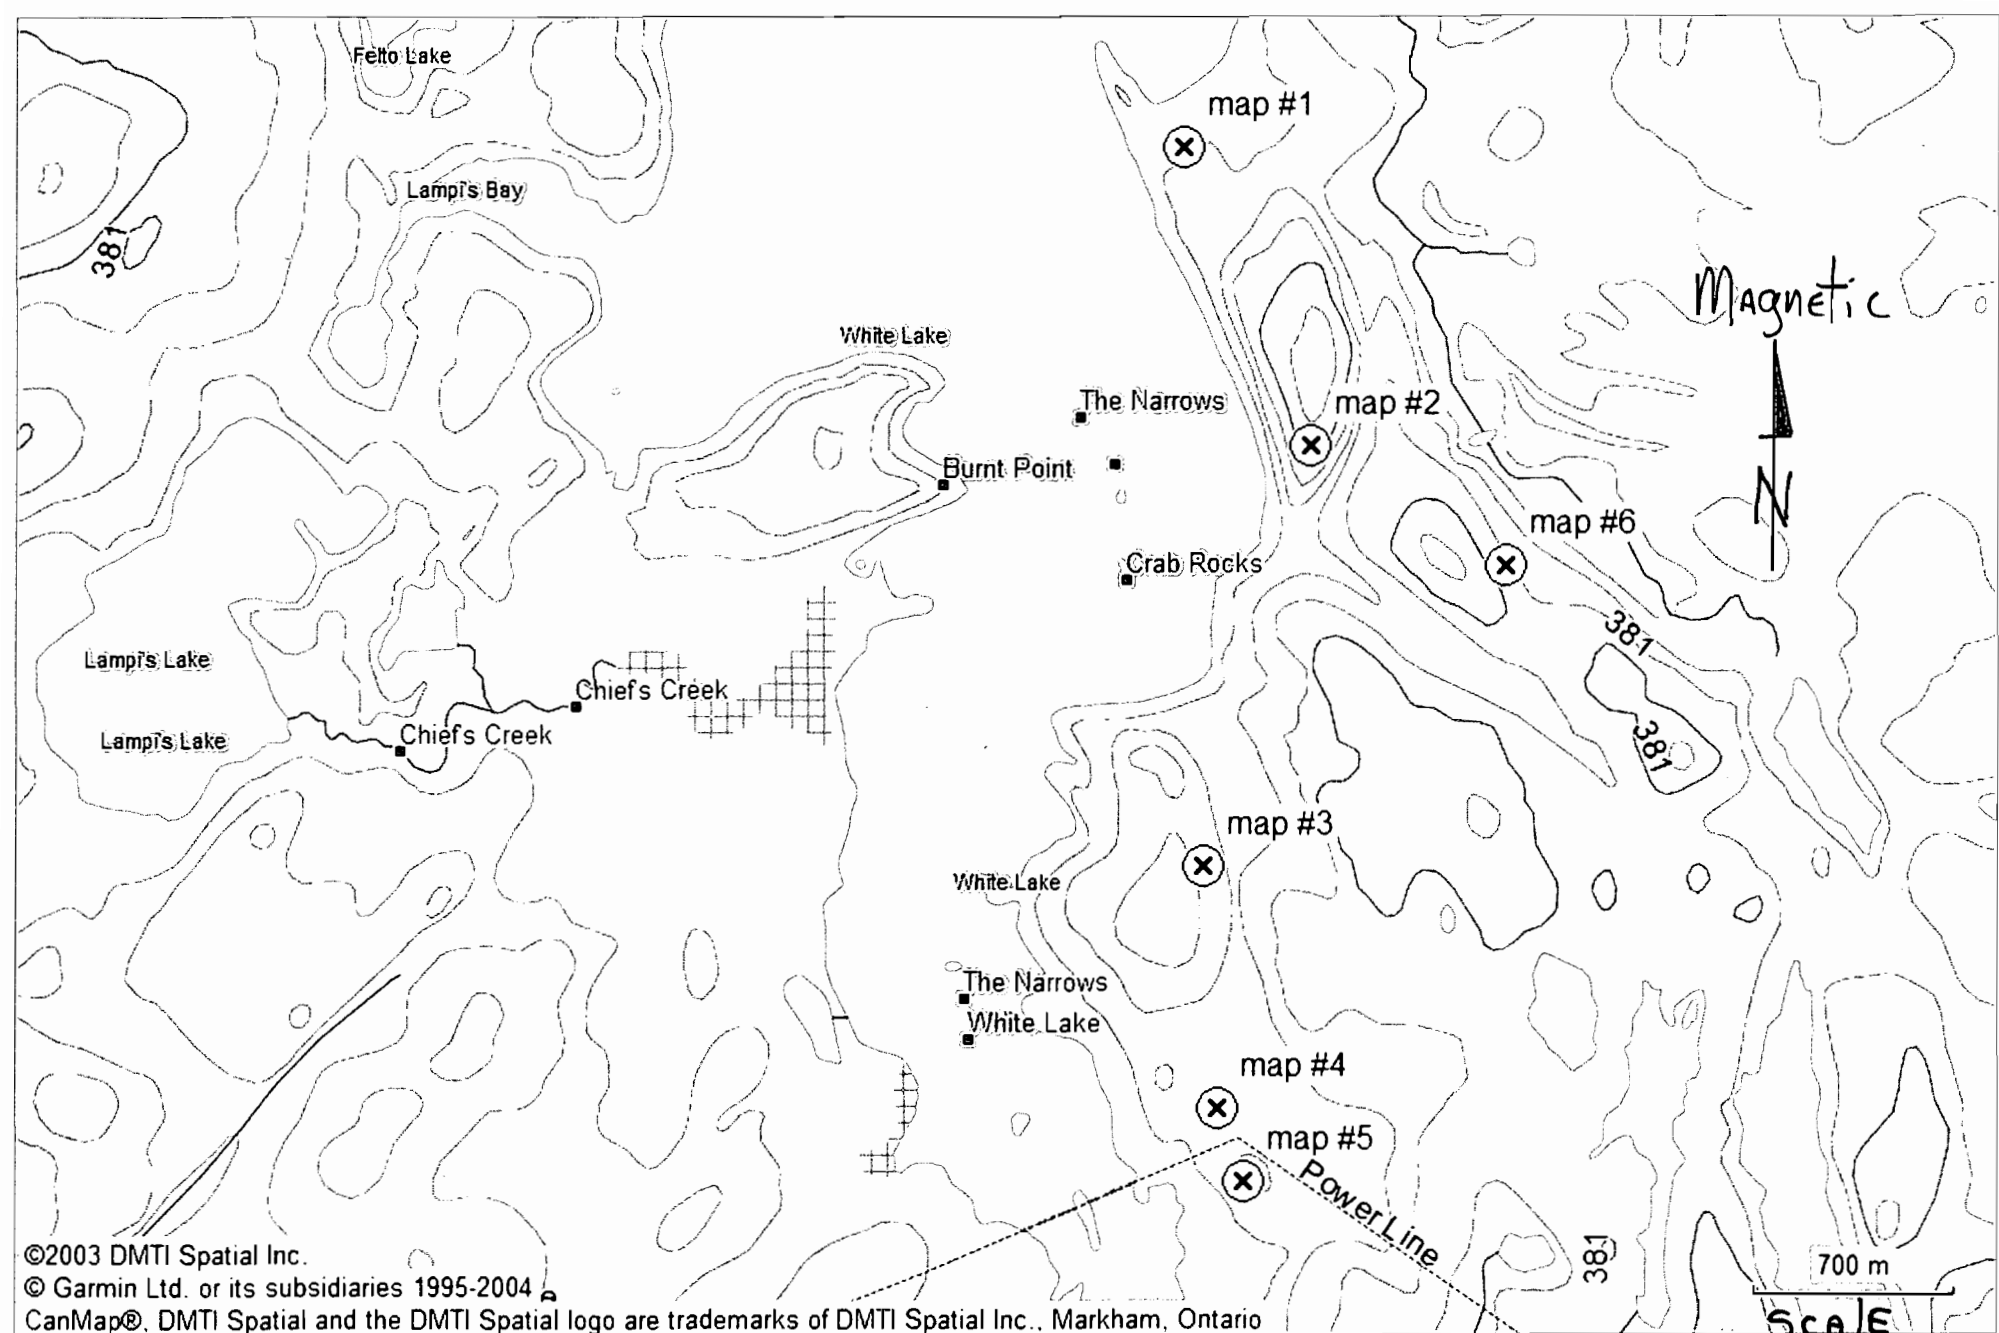 Felto Lake
map #1
Lampi's Bay
381
Magnetic
White Lake
The Narrows
map #2
Burnt Point
N
map #6
Crab Rocks
381
Lampi's Lake
Chief's Creek
Lampi's Lake
Chief's Creek
381
map #3
White Lake
The Narrows
White Lake
map #4
map #5
Power Line
381
©2003 DMTI Spatial Inc.
700 m
© Garmin Ltd. or its subsidiaries 1995-2004
CanMap®, DMTI Spatial and the DMTI Spatial logo are trademarks of DMTI Spatial Inc., Markham, Ontario
SCALE